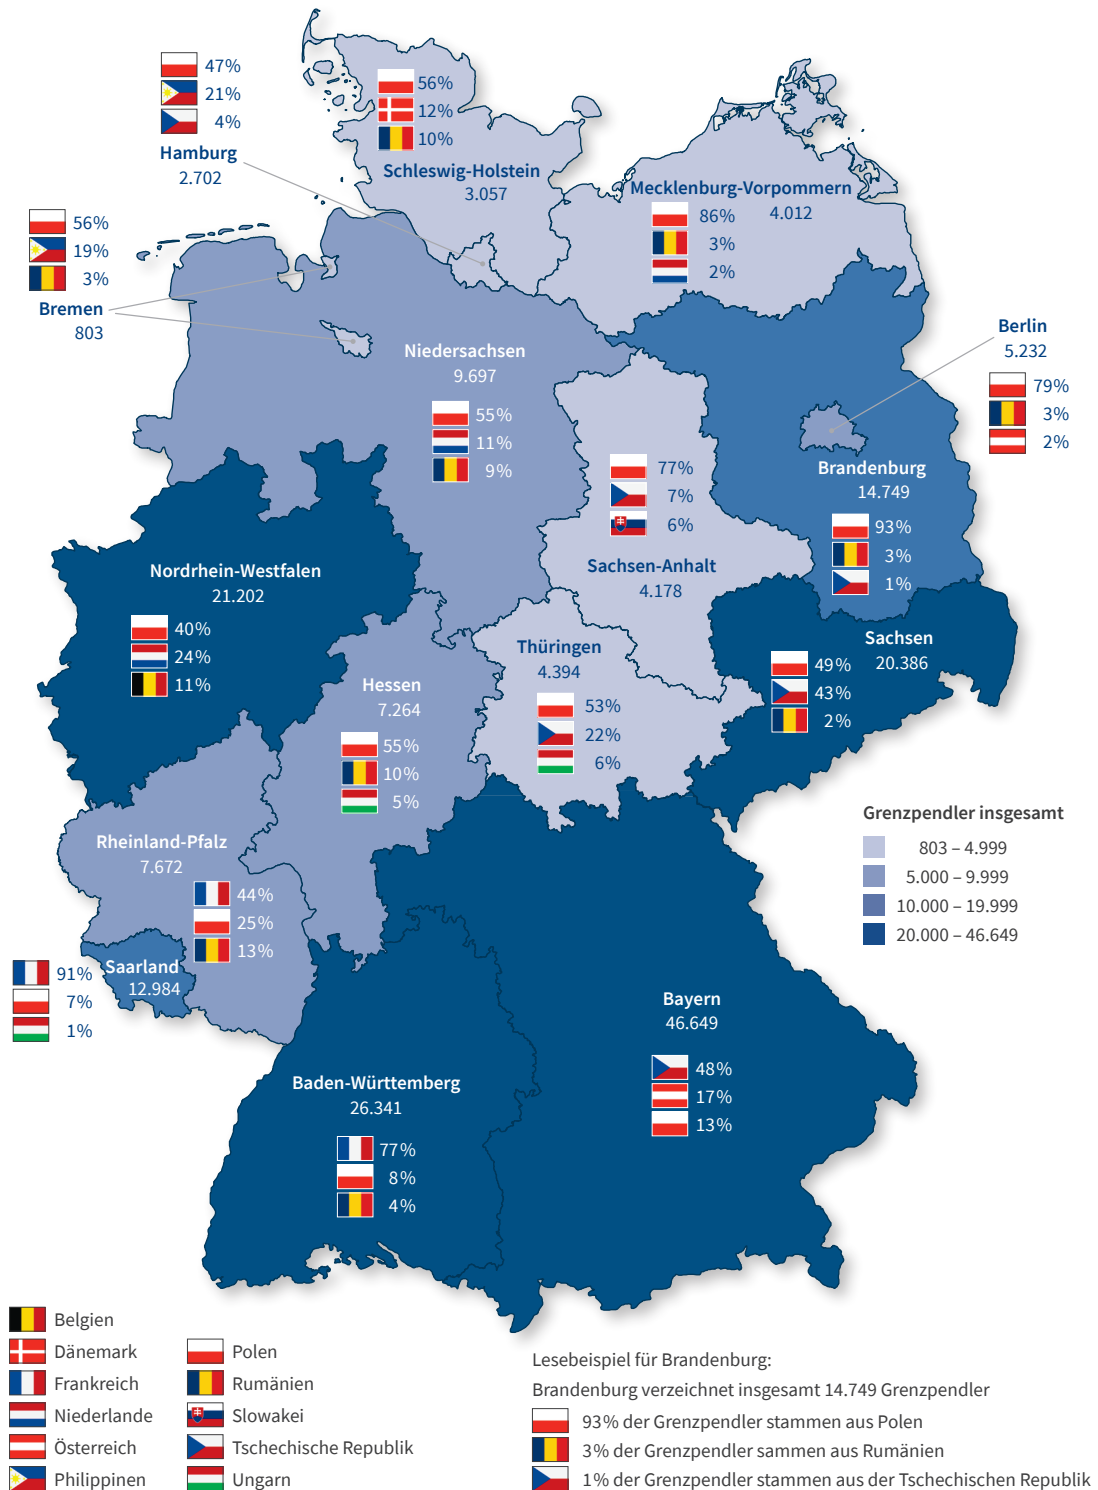 47%
21%
4%
Hamburg
2.702
56%
12%
10%
Schleswig-Holstein
3.057
Mecklenburg-Vorpommern
4.012
86%
3%
2%
56%
19%
3%
Bremen
803
Berlin
5.232
79%
3%
2%
Niedersachsen
9.697
55%
11%
9%
77%
7%
6%
Sachsen-Anhalt
4.178
Brandenburg
14.749
93%
3%
1%
Nordrhein-Westfalen
21.202
40%
24%
11%
Thüringen
4.394
53%
22%
6%
Sachsen
20.386
49%
43%
2%
Hessen
7.264
55%
10%
5%
Rheinland-Pfalz
7.672
44%
25%
13%
Saarland
12.984
91%
7%
1%
Grenzpendler insgesamt
803 – 4.999
5.000 – 9.999
10.000 – 19.999
20.000 – 46.649
Bayern
46.649
48%
17%
13%
Baden-Württemberg
26.341
77%
8%
4%
Belgien
Dänemark
Frankreich
Niederlande
Österreich
Philippinen
Polen
Rumänien
Slowakei
Tschechische Republik
Ungarn
Lesebeispiel für Brandenburg:
Brandenburg verzeichnet insgesamt 14.749 Grenzpendler
93% der Grenzpendler stammen aus Polen
3% der Grenzpendler sammen aus Rumänien
1% der Grenzpendler stammen aus der Tschechischen Republik